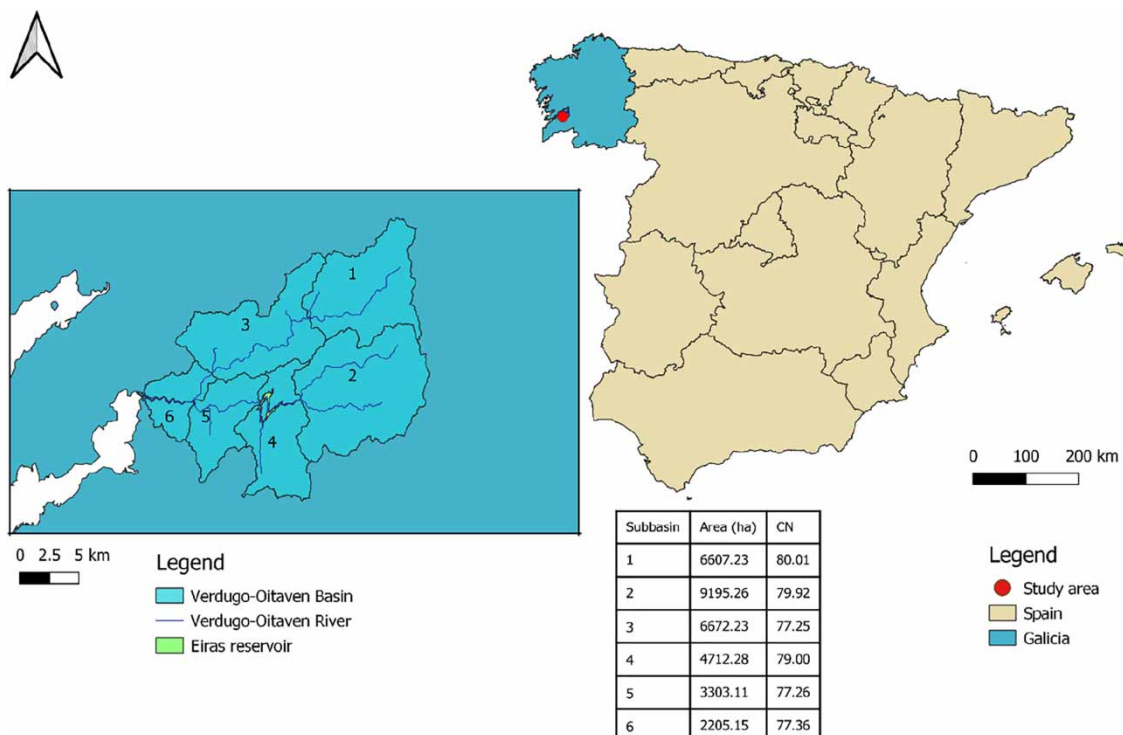 1
3
2
6
5
4
0 2.5 5 km
Legend
Verdugo-Oitaven Basin
Verdugo-Oitaven River
Eiras reservoir
0 100 200 km
Subbasin Area (ha) CN
1 6607.23 80.01
2 9195.26 79.92
3 6672.23 77.25
4 4712.28 79.00
5 3303.11 77.26
6 2205.15 77.36
Legend
Study area
Spain
Galicia